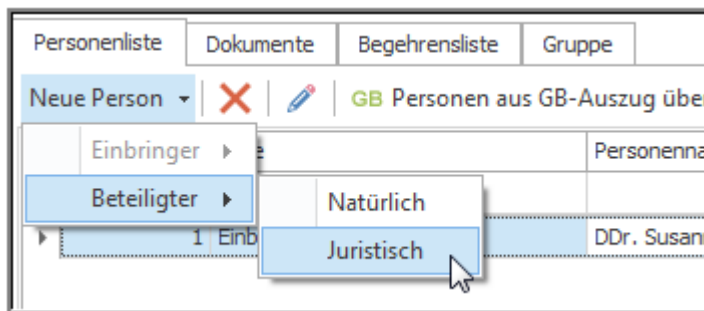 Personenliste Dokumente Begehrensliste Gruppe
Neue Person GB Personen aus GB-Auszug über
Einbringer e Personenna
Beteiligter Natürlich
1 Einb Juristisch DDr. Susann